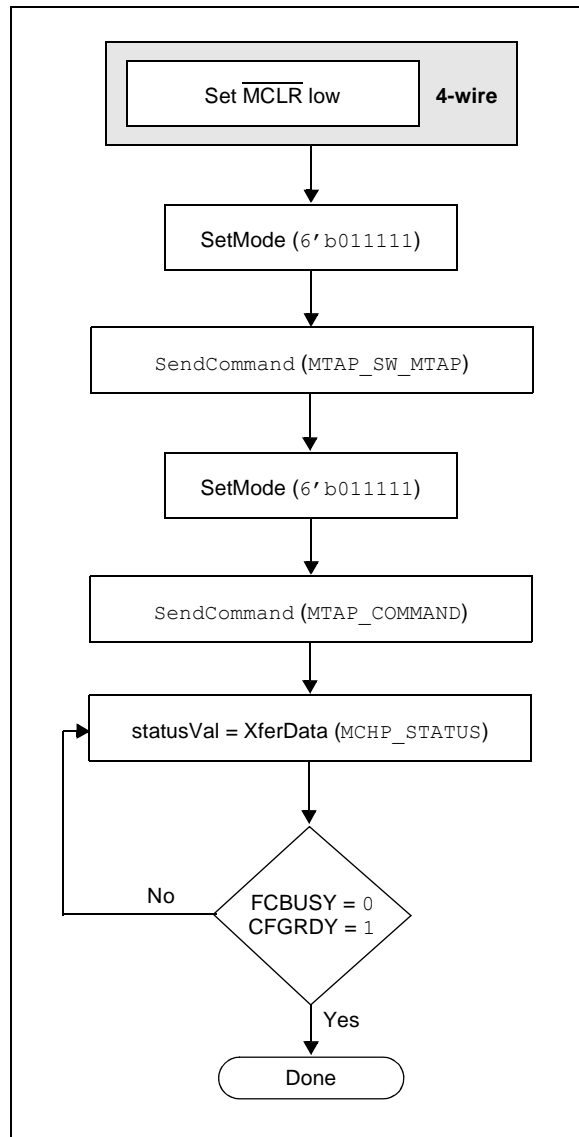 Set MCLR low
4-wire
SetMode (6’b011111)
SendCommand (MTAP_SW_MTAP)
SetMode (6’b011111)
SendCommand (MTAP_COMMAND)
statusVal = XferData (MCHP_STATUS)
No
FCBUSY = 0
CFGRDY = 1
Yes
Done